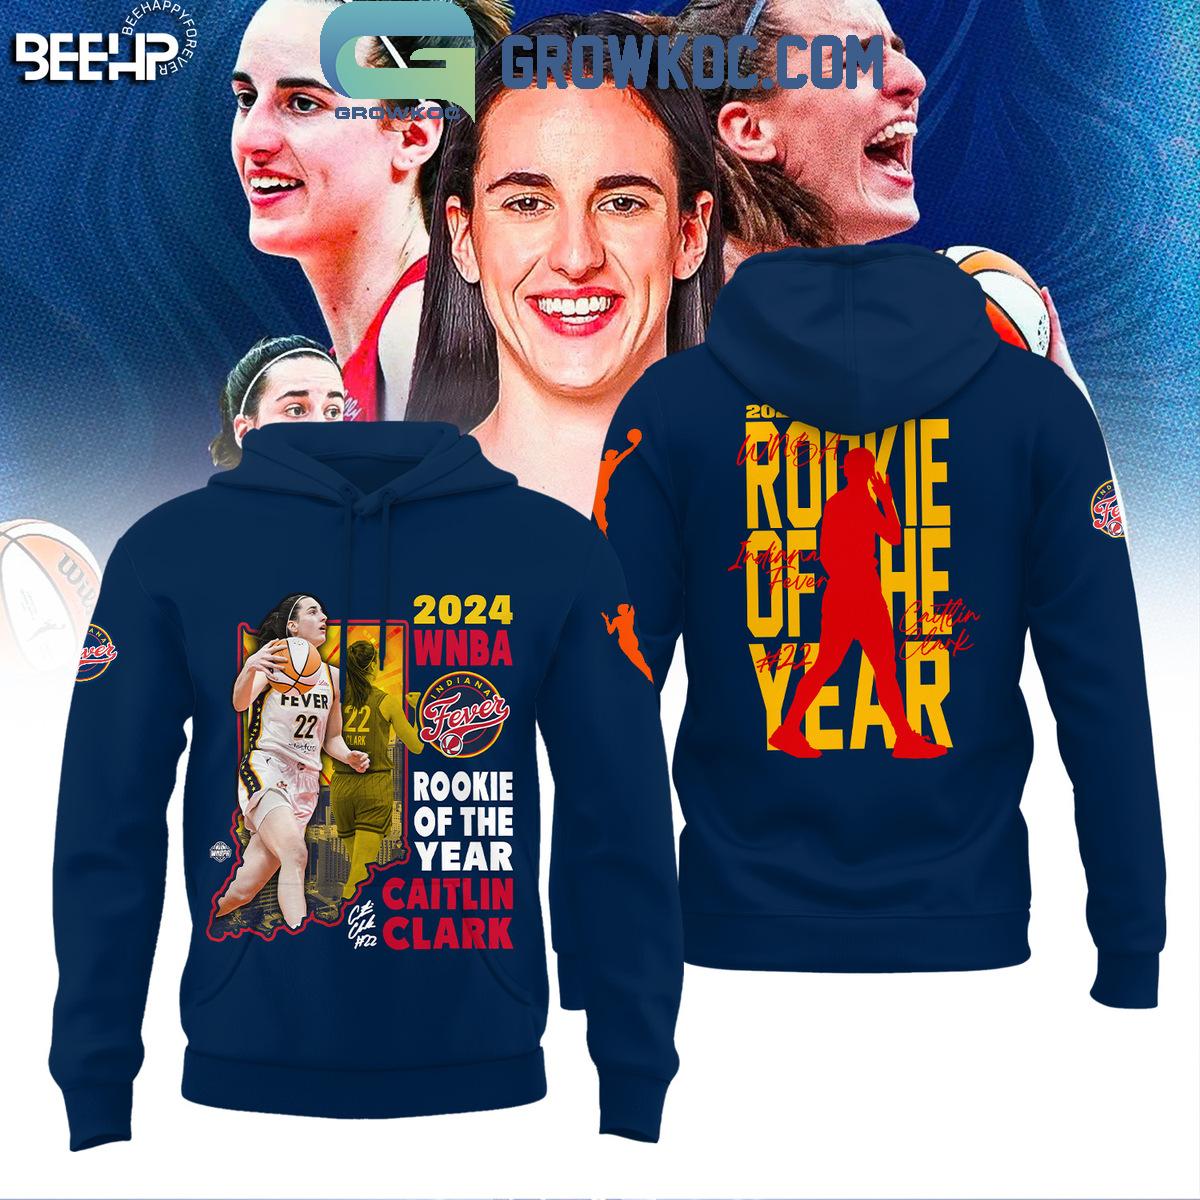 BEEHAPPYFOREVER
BEEHP
GROWKOC
GROWKOC.COM
2024
WNBA
INDIANA
Fever
ROOKIE
OF THE
YEAR
CAITLIN
CLARK
#22
FEVER
22
22
CLARK
ROOKIE
OF THE
YEAR
WNBA
Indiana
Fever
Caitlin
Clark
#22